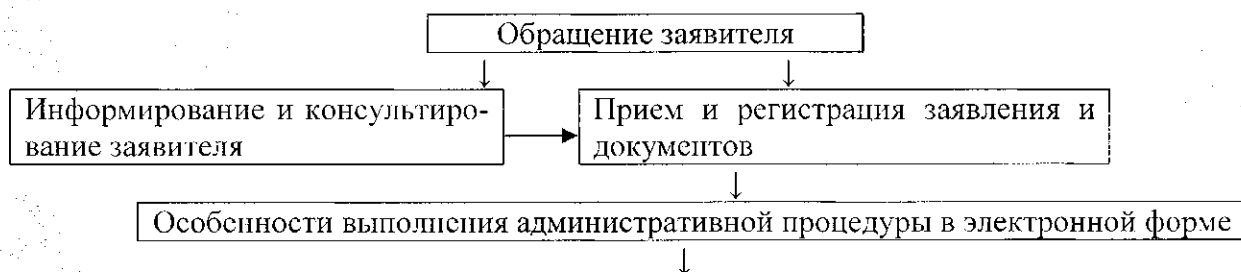 Обращение заявителя
Информирование и консультиро-
вание заявителя
Прием и регистрация заявления и
документов
Особенности выполнения административной процедуры в электронной форме